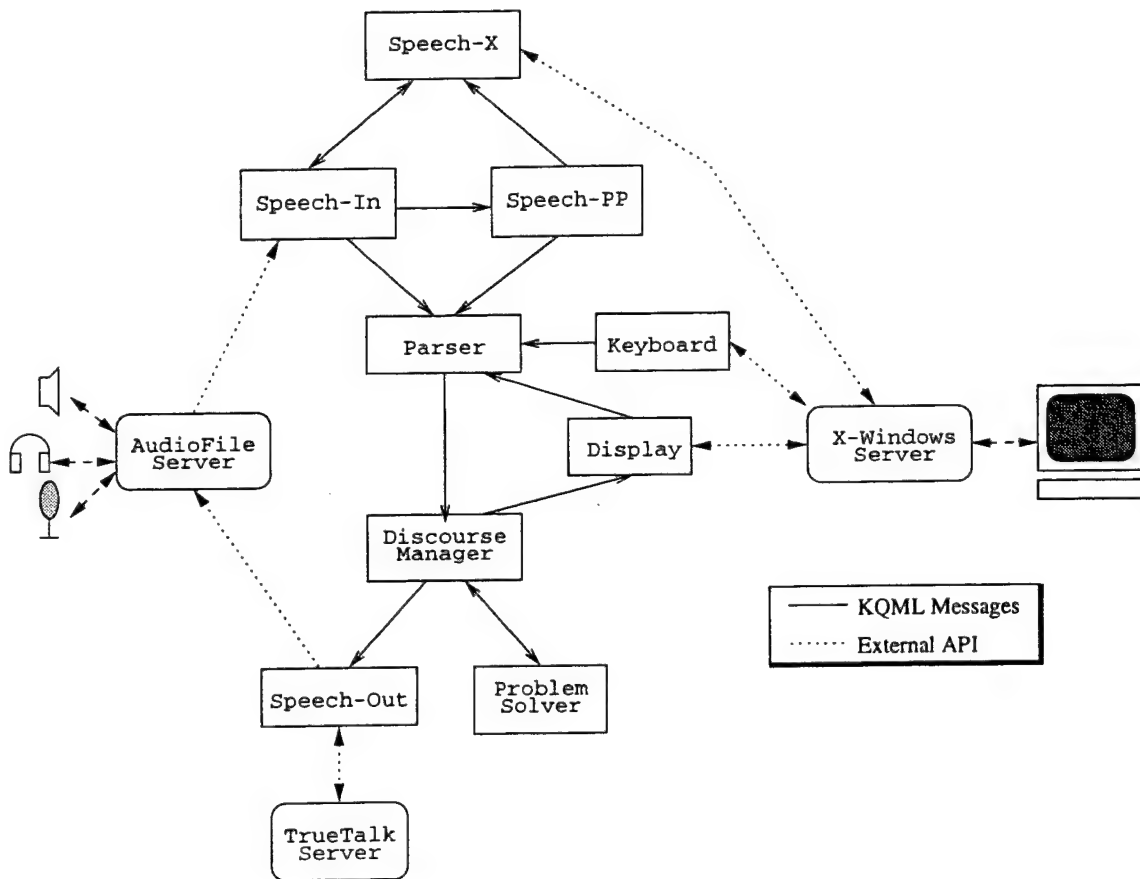 Speech-X
Speech-In
Speech-PP
Parser
Keyboard
AudioFile
Server
Display
X-Windows
Server
Discourse
Manager
KQML Messages
External API
Speech-Out
Problem
Solver
TrueTalk
Server